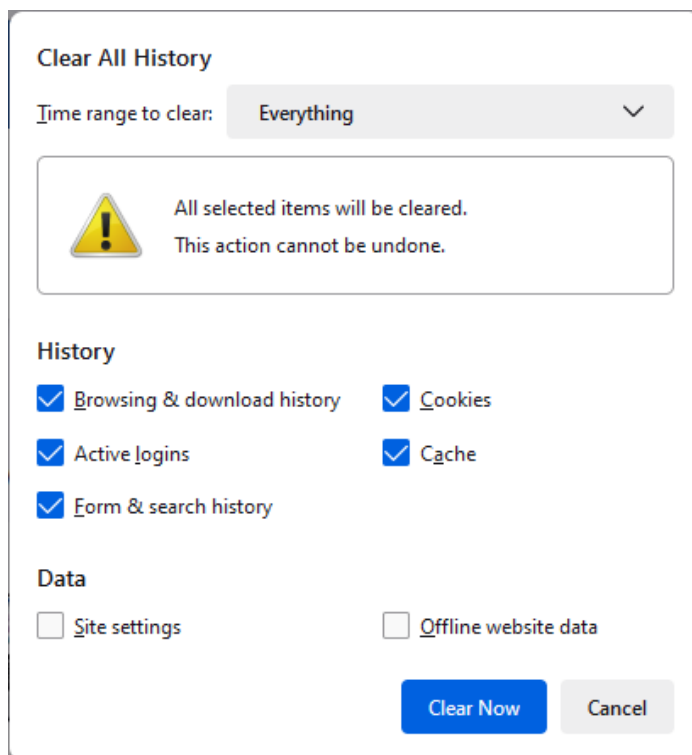 Clear All History
Time range to clear: Everything
All selected items will be cleared.
This action cannot be undone.
History
Browsing & download history Cookies
Active logins Cache
Form & search history
Data
Site settings Offline website data
Clear Now Cancel